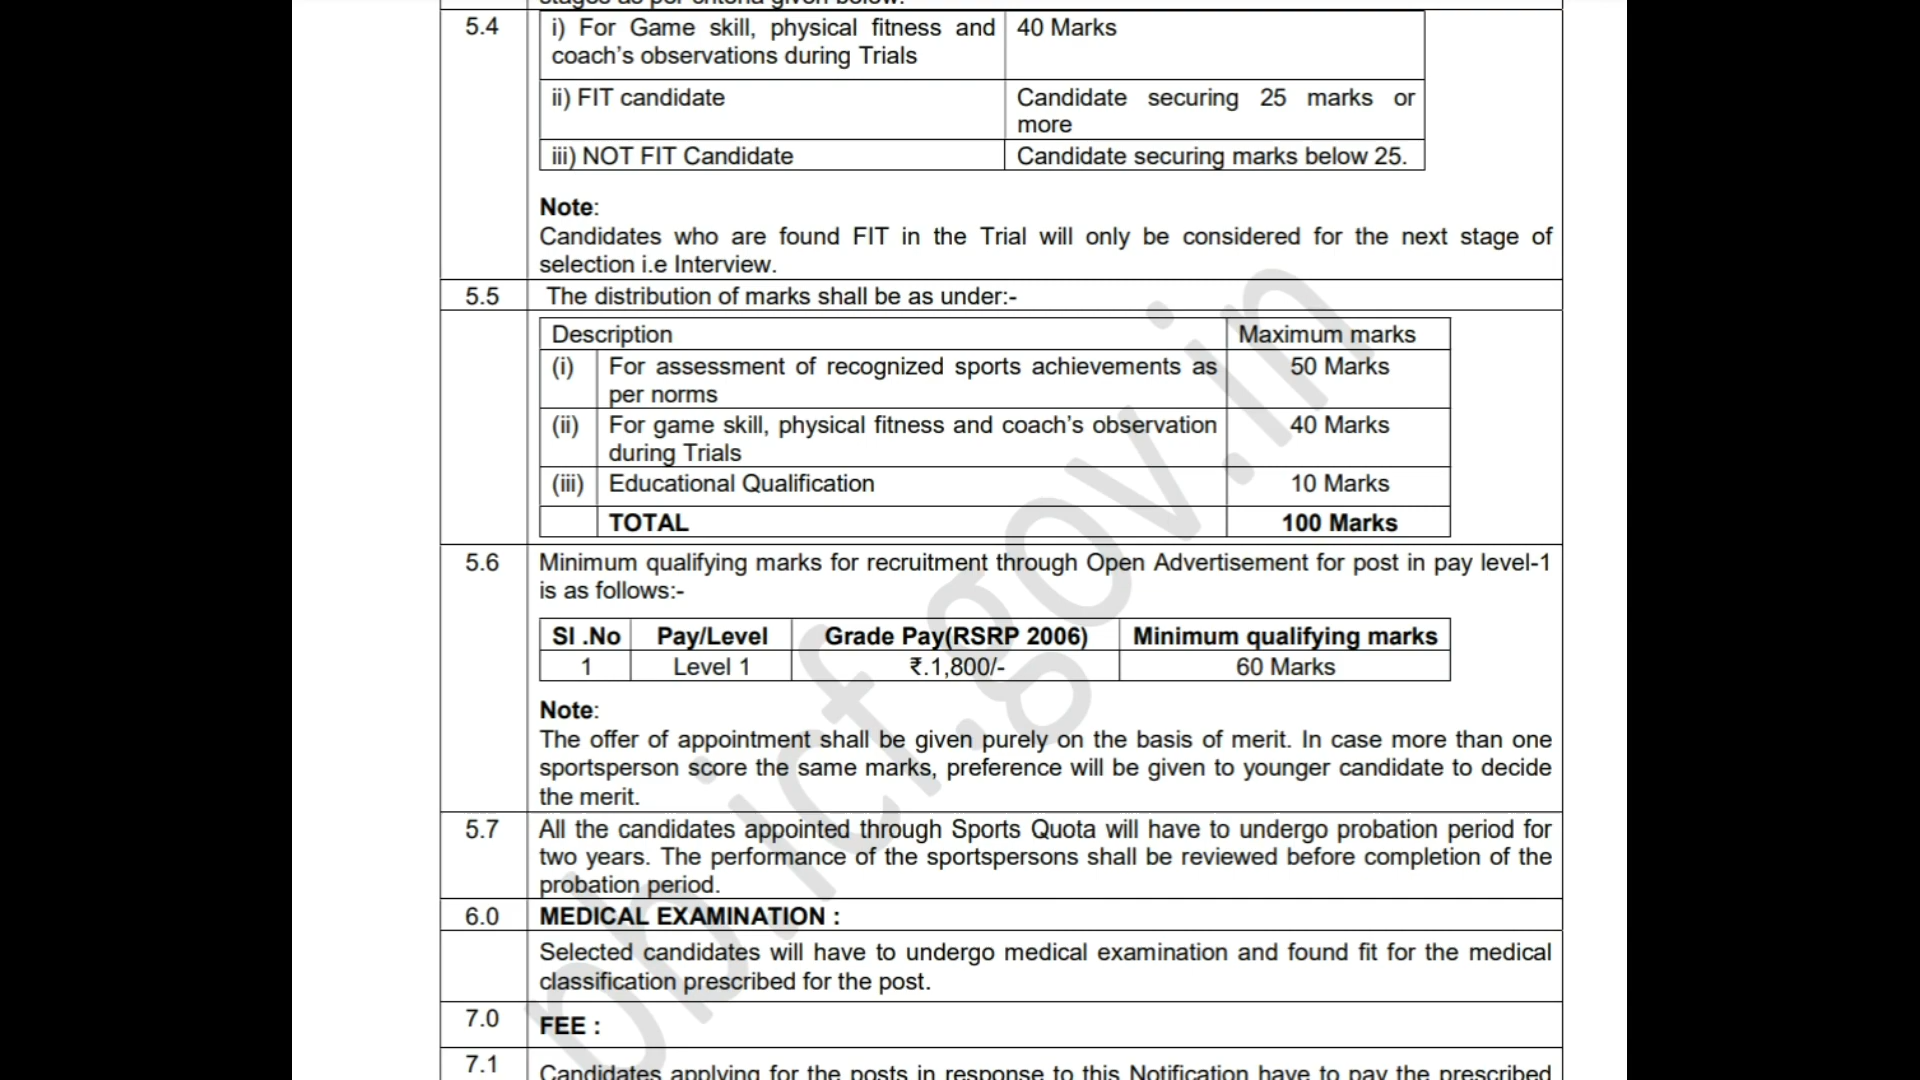 stages as per criteria given below.
5.4 i) For Game skill, physical fitness and 40 Marks
coach's observations during Trials
ii) FIT candidate Candidate securing 25 marks or
more
iii) NOT FIT Candidate Candidate securing marks below 25.
Note:
Candidates who are found FIT in the Trial will only be considered for the next stage of
selection i.e Interview.
5.5 The distribution of marks shall be as under:-
Description Maximum marks
(i) For assessment of recognized sports achievements as 50 Marks
per norms
(ii) For game skill, physical fitness and coach's observation 40 Marks
during Trials
(iii) Educational Qualification 10 Marks
TOTAL 100 Marks
5.6 Minimum qualifying marks for recruitment through Open Advertisement for post in pay level-1
is as follows:-
SI .No Pay/Level Grade Pay(RSRP 2006) Minimum qualifying marks
1 Level 1 ₹.1,800/- 60 Marks
Note:
The offer of appointment shall be given purely on the basis of merit. In case more than one
sportsperson score the same marks, preference will be given to younger candidate to decide
the merit.
5.7 All the candidates appointed through Sports Quota will have to undergo probation period for
two years. The performance of the sportspersons shall be reviewed before completion of the
probation period.
6.0 MEDICAL EXAMINATION :
Selected candidates will have to undergo medical examination and found fit for the medical
classification prescribed for the post.
7.0 FEE :
7.1 Candidates applying for the posts in response to this Notification have to pay the prescribed
pb.icf.gov.in